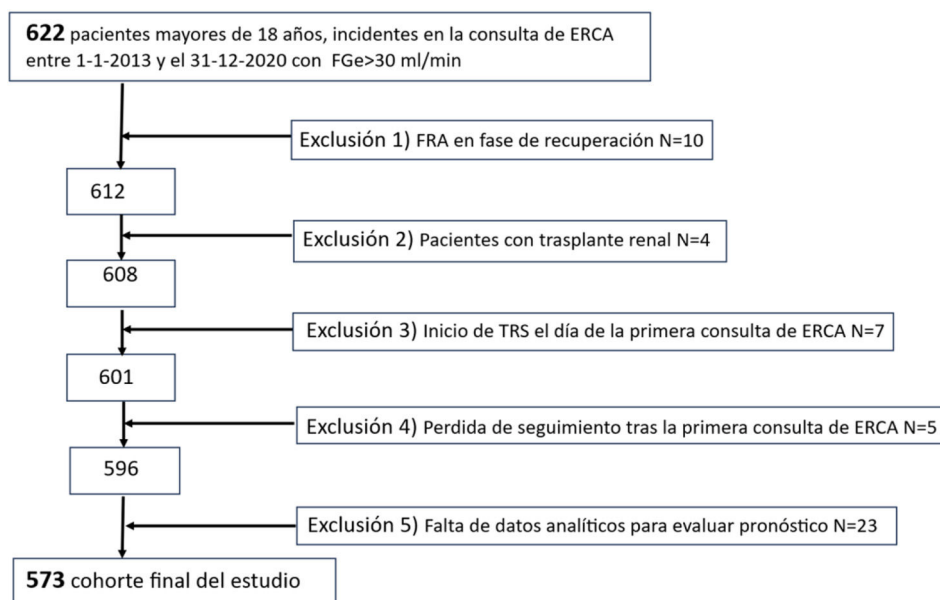 622 pacientes mayores de 18 años, incidentes en la consulta de ERCA
entre 1-1-2013 y el 31-12-2020 con FGe>30 ml/min
Exclusión 1) FRA en fase de recuperación N=10
612
Exclusión 2) Pacientes con trasplante renal N=4
608
Exclusión 3) Inicio de TRS el día de la primera consulta de ERCA N=7
601
Exclusión 4) Perdida de seguimiento tras la primera consulta de ERCA N=5
596
Exclusión 5) Falta de datos analíticos para evaluar pronóstico N=23
573 cohorte final del estudio